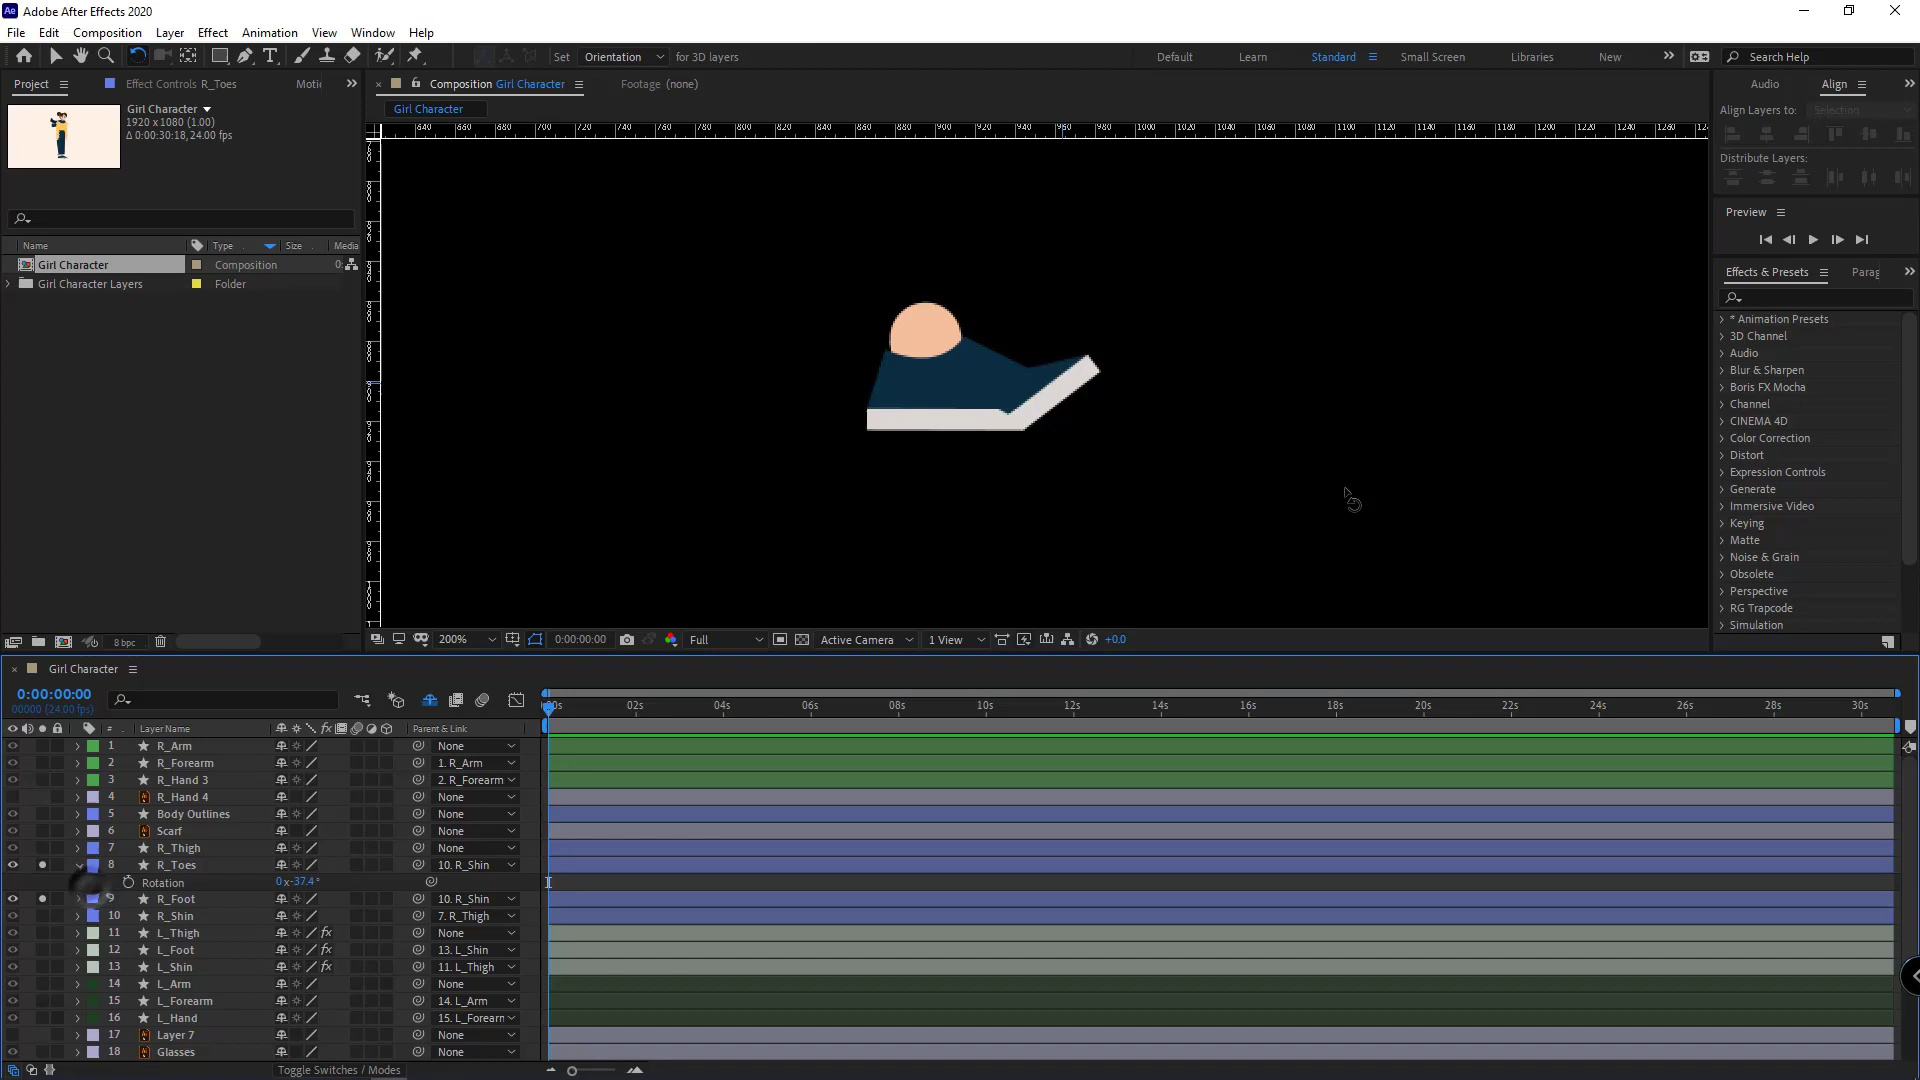 Adobe After Effects 2020
File Edit Composition Layer Effect Animation View Window Help
Set Orientation for 3D layers Default Learn Standard Small Screen Libraries New Search Help
Project Effect Controls R_Toes Composition Girl Character Footage (none) Audio Align
Girl Character
1920 x 1080 (1.00)
Δ 0:00:30:18, 24.00 fps
Girl Character
Align Layers to: Selection
Distribute Layers:
Preview
Name Type Size Media
Girl Character Composition
Girl Character Layers Folder
Effects & Presets
* Animation Presets
3D Channel
Audio
Blur & Sharpen
Boris FX Mocha
Channel
CINEMA 4D
Color Correction
Distort
Expression Controls
Generate
Immersive Video
Keying
Matte
Noise & Grain
Obsolete
Perspective
RG Trapcode
Simulation
8 bpc 200% 0:00:00:00 Full Active Camera 1 View +0.0
Girl Character
0:00:00:00
00000 (24.00 fps)
02s 04s 06s 08s 10s 12s 14s 16s 18s 20s 22s 24s 26s 28s 30s
# Layer Name fx Parent & Link
1 R_Arm None
2 R_Forearm 1. R_Arm
3 R_Hand 3 2. R_Forearm
4 R_Hand 4 None
5 Body Outlines None
6 Scarf None
7 R_Thigh None
8 R_Toes 10. R_Shin
Rotation 0 x-37.4°
9 R_Foot 10. R_Shin
10 R_Shin 7. R_Thigh
11 L_Thigh fx None
12 L_Foot fx 13. L_Shin
13 L_Shin fx 11. L_Thigh
14 L_Arm None
15 L_Forearm 14. L_Arm
16 L_Hand 15. L_Forearm
17 Layer 7 None
18 Glasses None
Toggle Switches / Modes